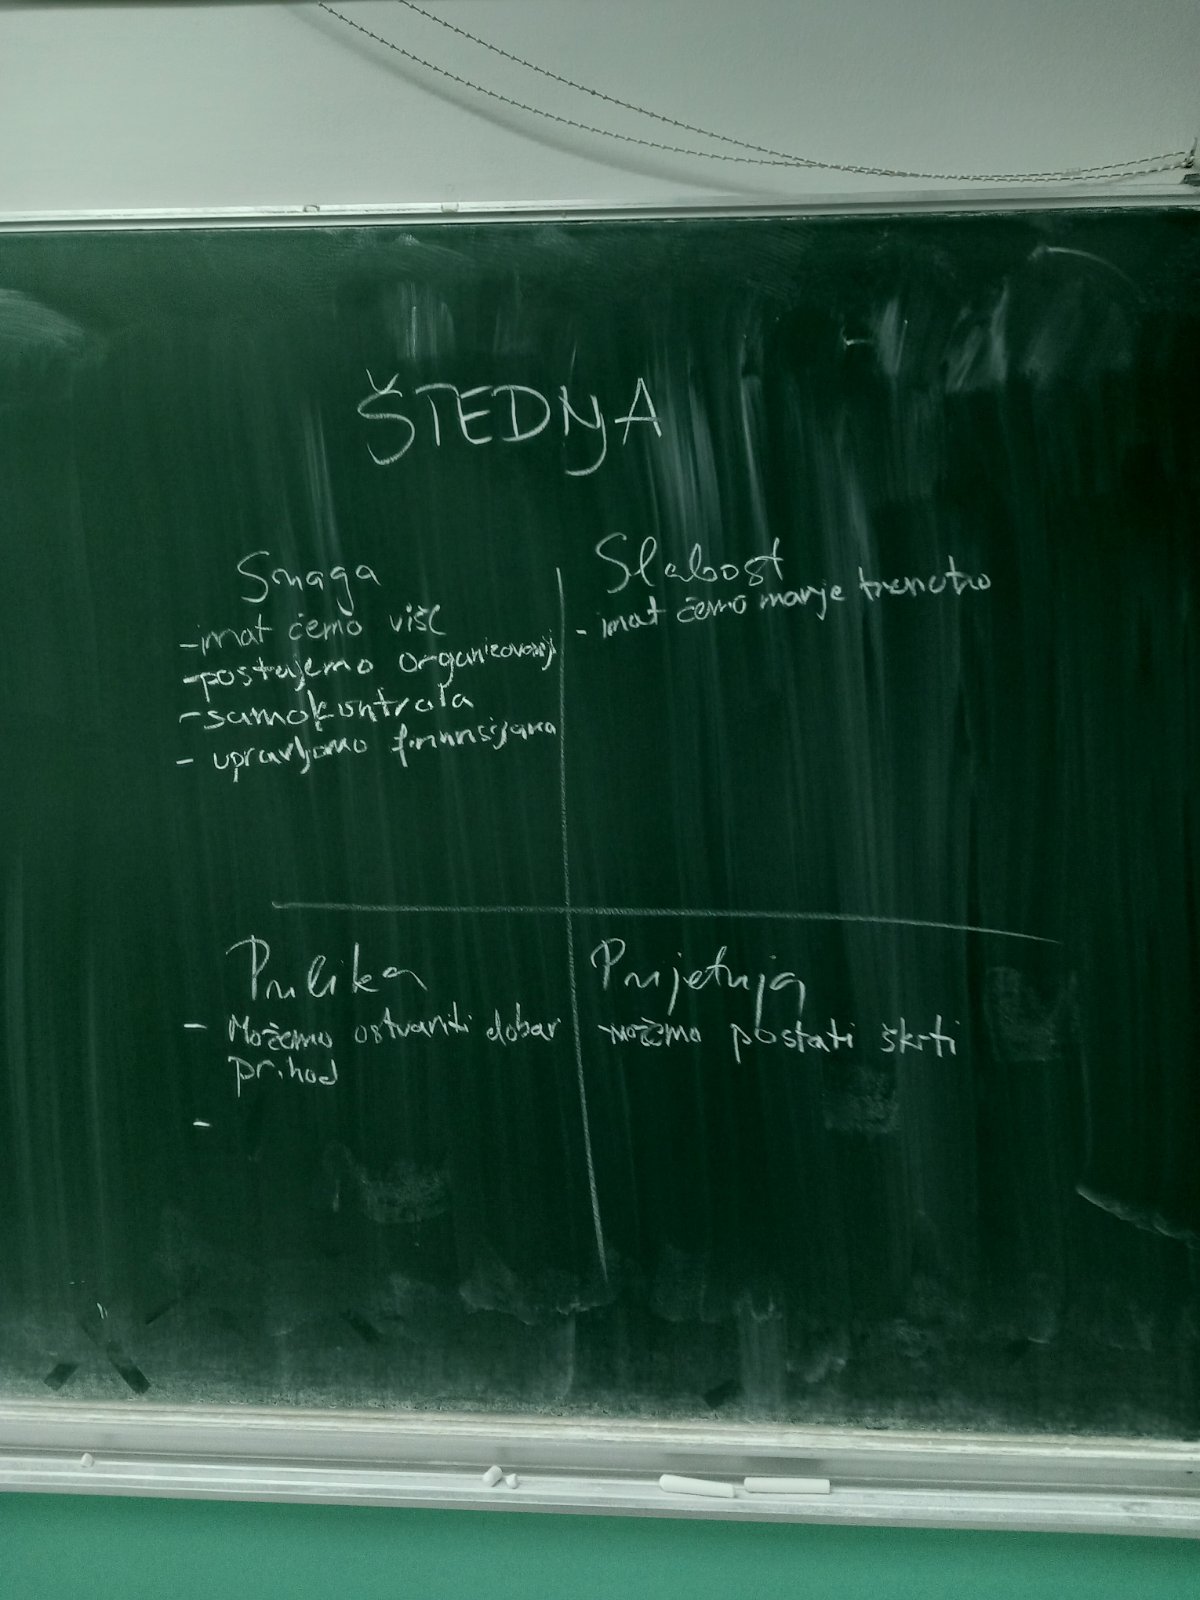 ŠTEDNJA
Snaga
-imat ćemo više
-postajemo organizovaniji
-samokontrola
- upravljamo finansijama
Slabost
- imat ćemo manje trenutno
Prilika
- Možemo ostvariti dobar
prihod
-
Prijetnja
-možemo postati škrti